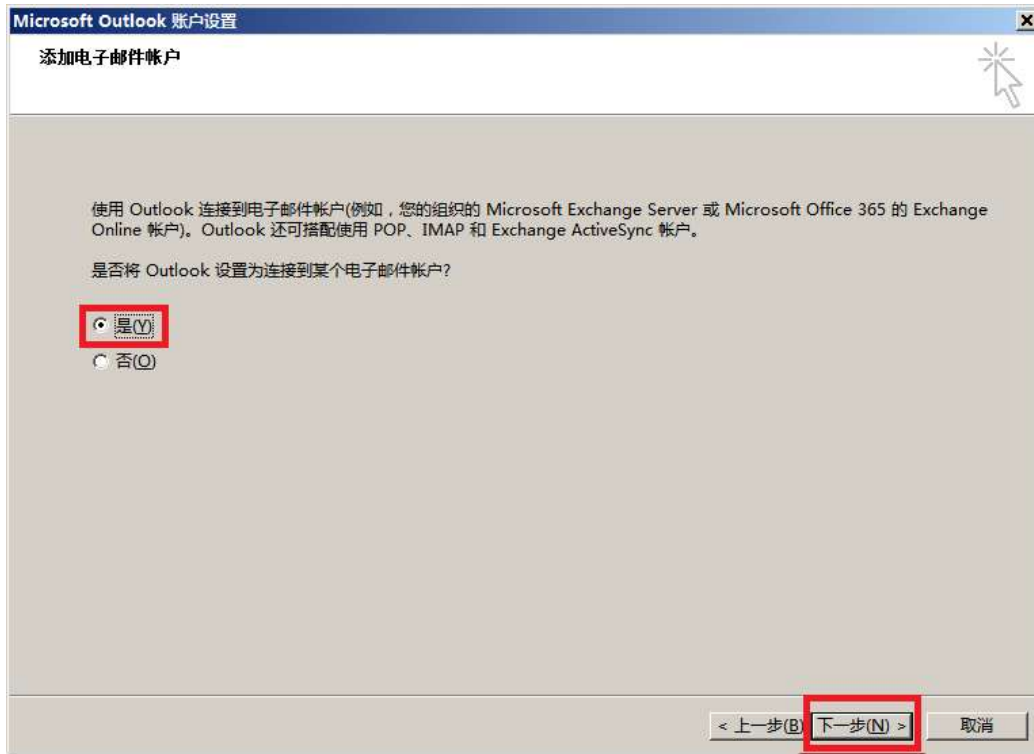 Microsoft Outlook 账户设置
添加电子邮件帐户
使用 Outlook 连接到电子邮件帐户(例如，您的组织的 Microsoft Exchange Server 或 Microsoft Office 365 的 Exchange
Online 帐户)。Outlook 还可搭配使用 POP、IMAP 和 Exchange ActiveSync 帐户。
是否将 Outlook 设置为连接到某个电子邮件帐户?
是(Y)
否(O)
< 上一步(B) 下一步(N) > 取消